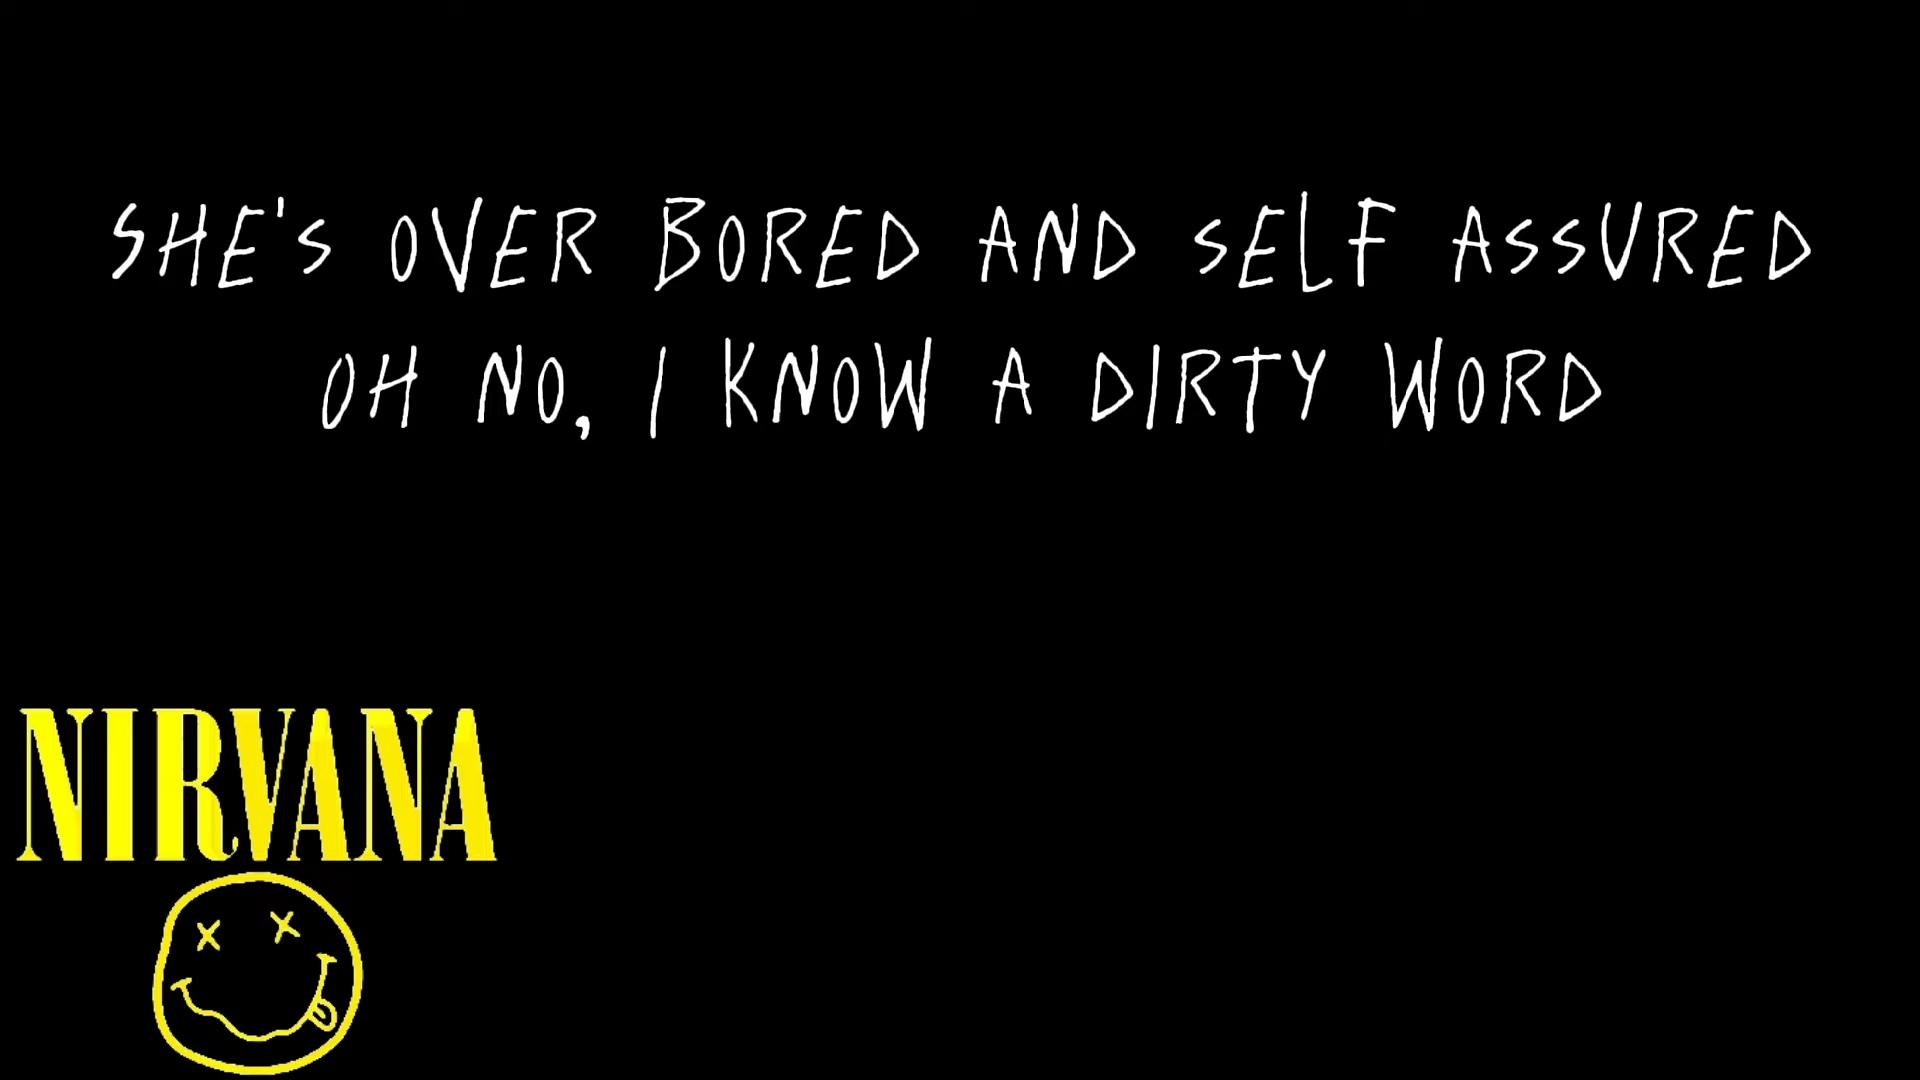 SHE'S OVER BORED AND SELF ASSURED
OH NO, I KNOW A DIRTY WORD
NIRVANA